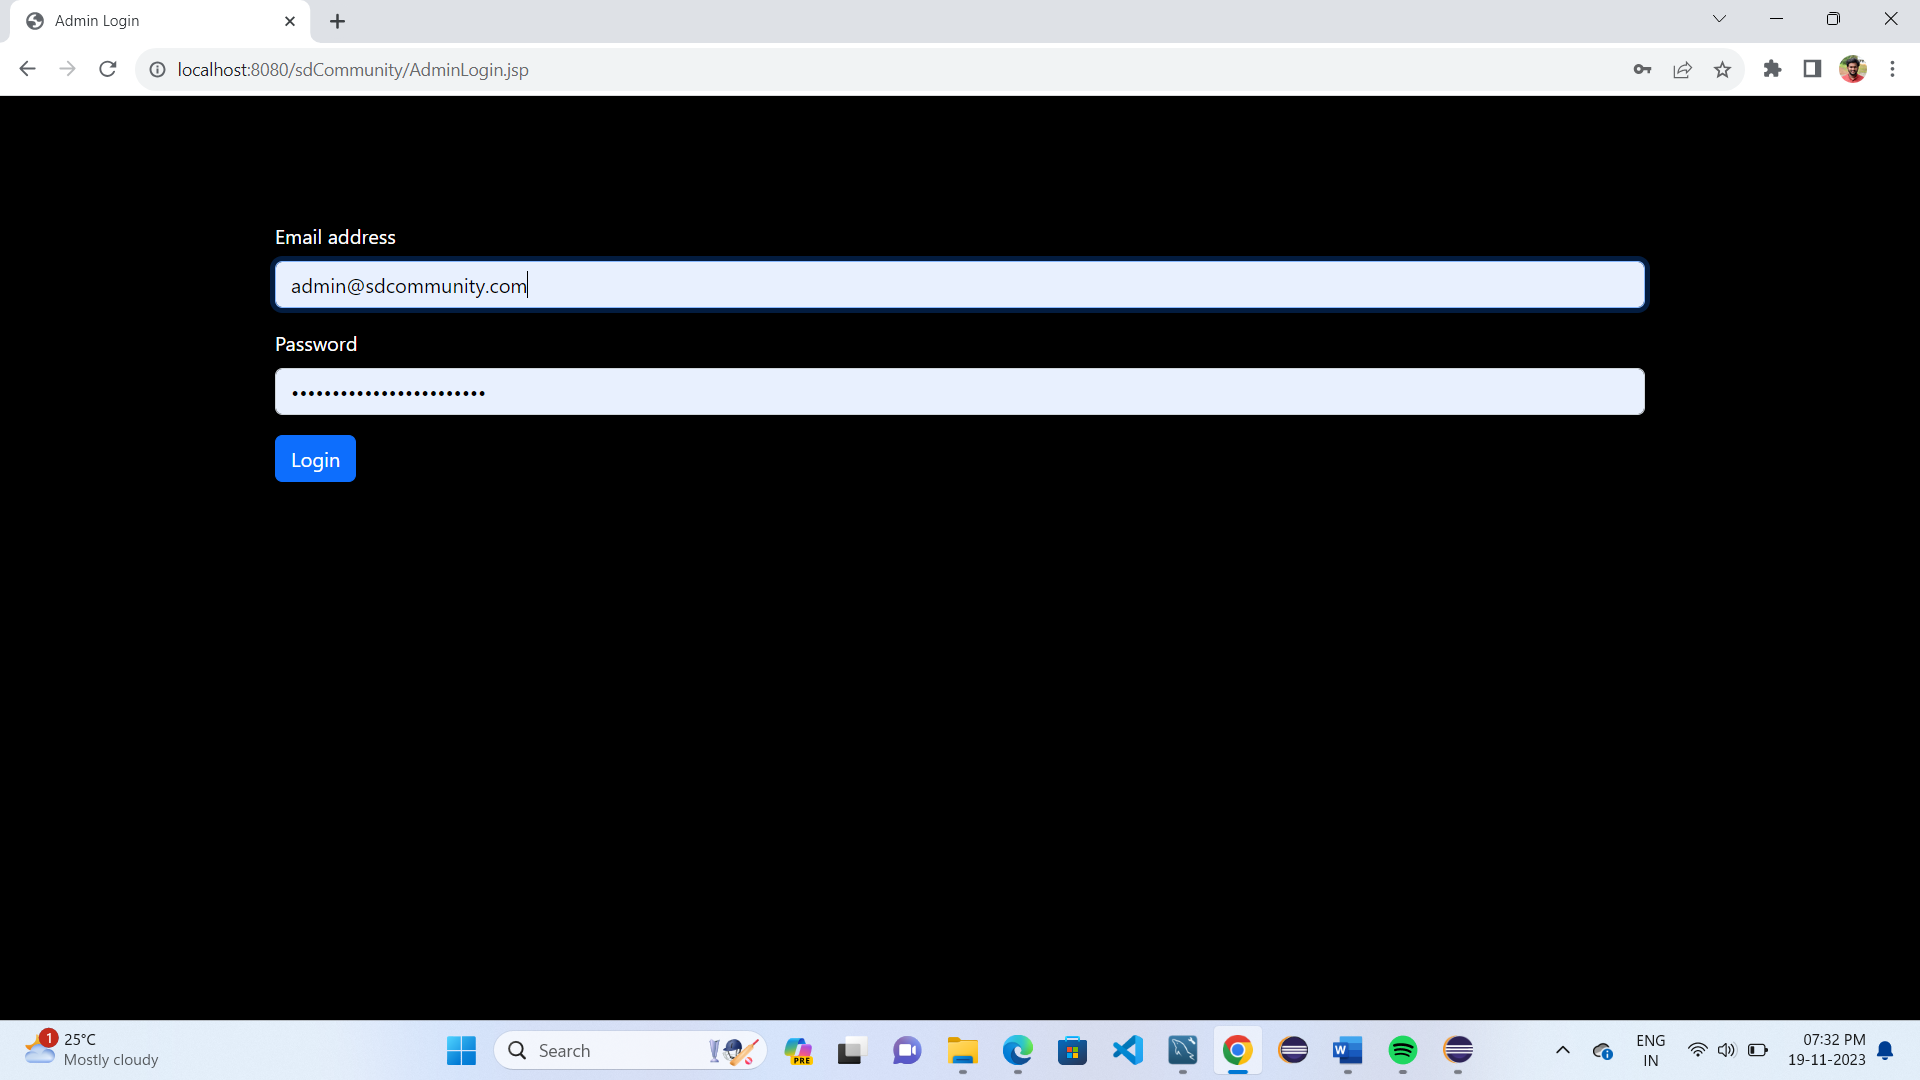 Admin Login
localhost:8080/sdCommunity/AdminLogin.jsp
Email address
admin@sdcommunity.com
Password
••••••••••••••••••••••••
Login
1
25°C
Mostly cloudy
Search
PRE
W
ENG
IN
07:32 PM
19-11-2023